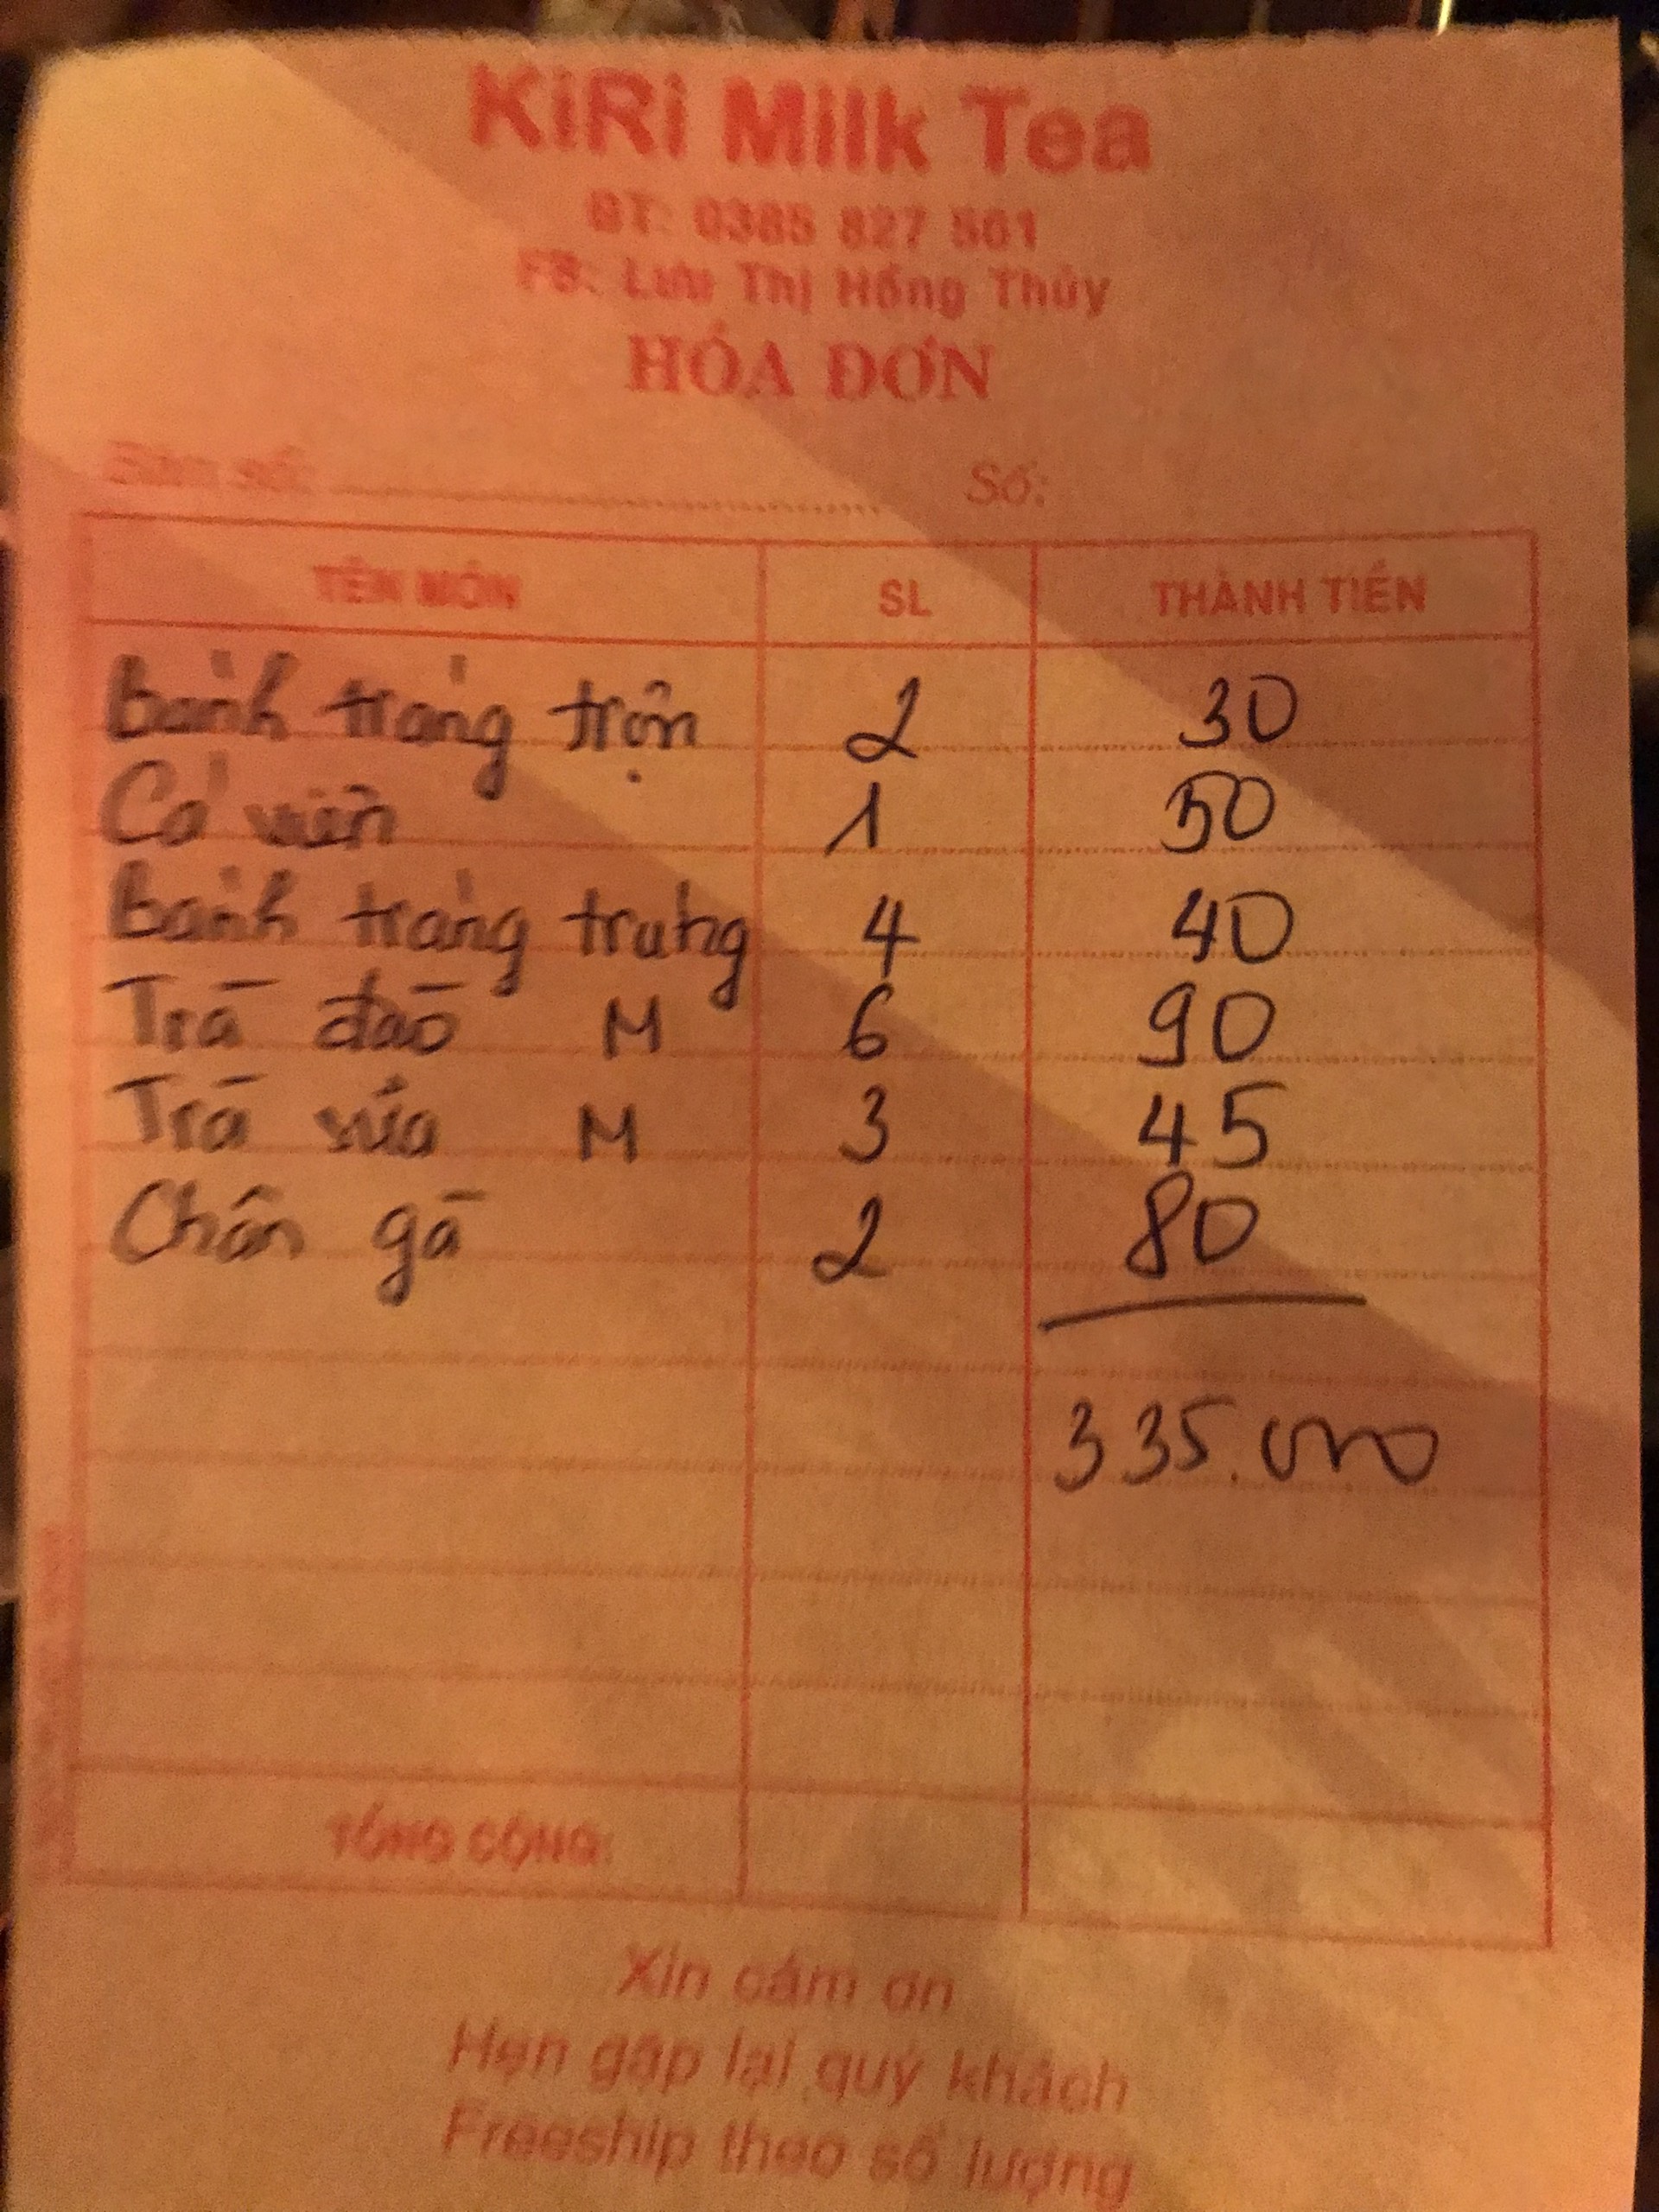 KiRi Milk Tea
ĐT: 0385 827 561
FB: Lưu Thị Hồng Thủy
HÓA ĐƠN
Bàn số: Số:
TÊN MÓN SL THÀNH TIỀN
Bánh tráng trộn 2 30
Cá viên 1 50
Bánh tráng trứng 4 40
Trà đào M 6 90
Trà sữa M 3 45
Chân gà 2 80
335.000
TỔNG CỘNG:
Xin cảm ơn
Hẹn gặp lại quý khách
Freeship theo số lượng